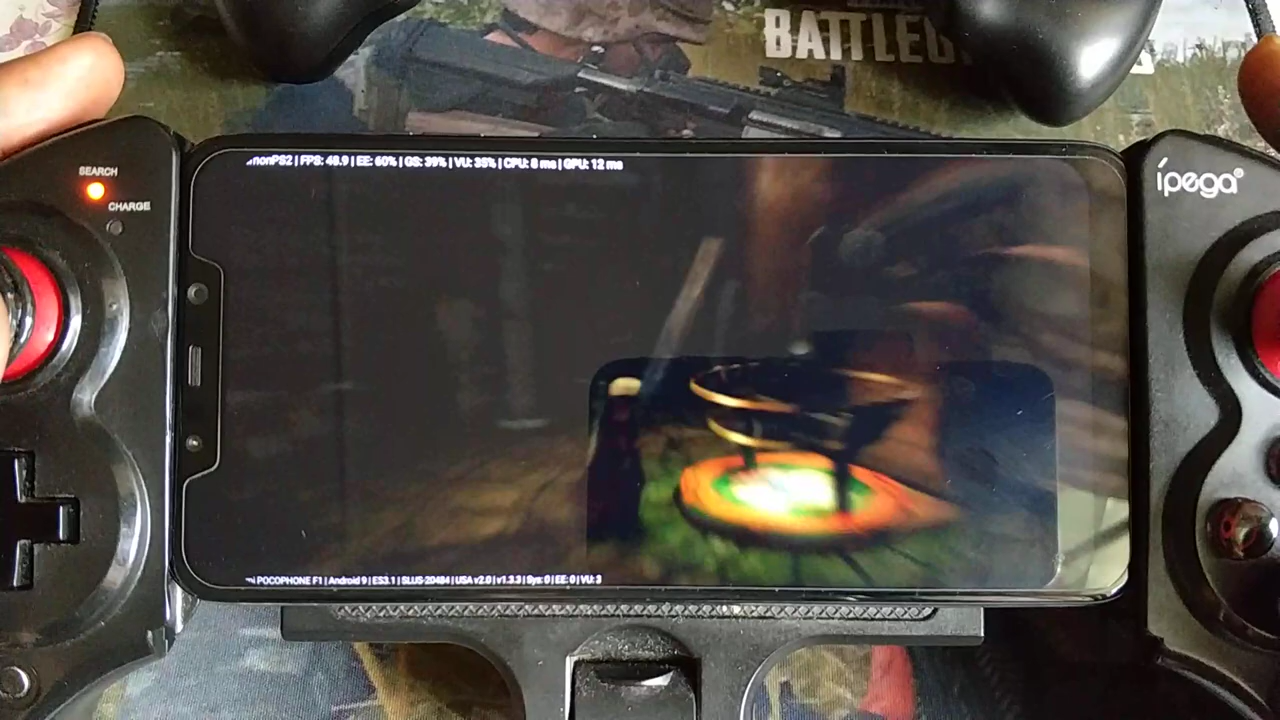 BATTLEG
SEARCH
CHARGE
ípega®
monPS2 | FPS: 48.9 | EE: 60% | GS: 39% | VU: 35% | CPU: 8 ms | GPU: 12 ms
POCOPHONE F1 | Android 9 | ES3.1 | SLUS-20484 | USA v2.0 | v1.3.3 | Sys: 0 | EE: 0 | VU: 3